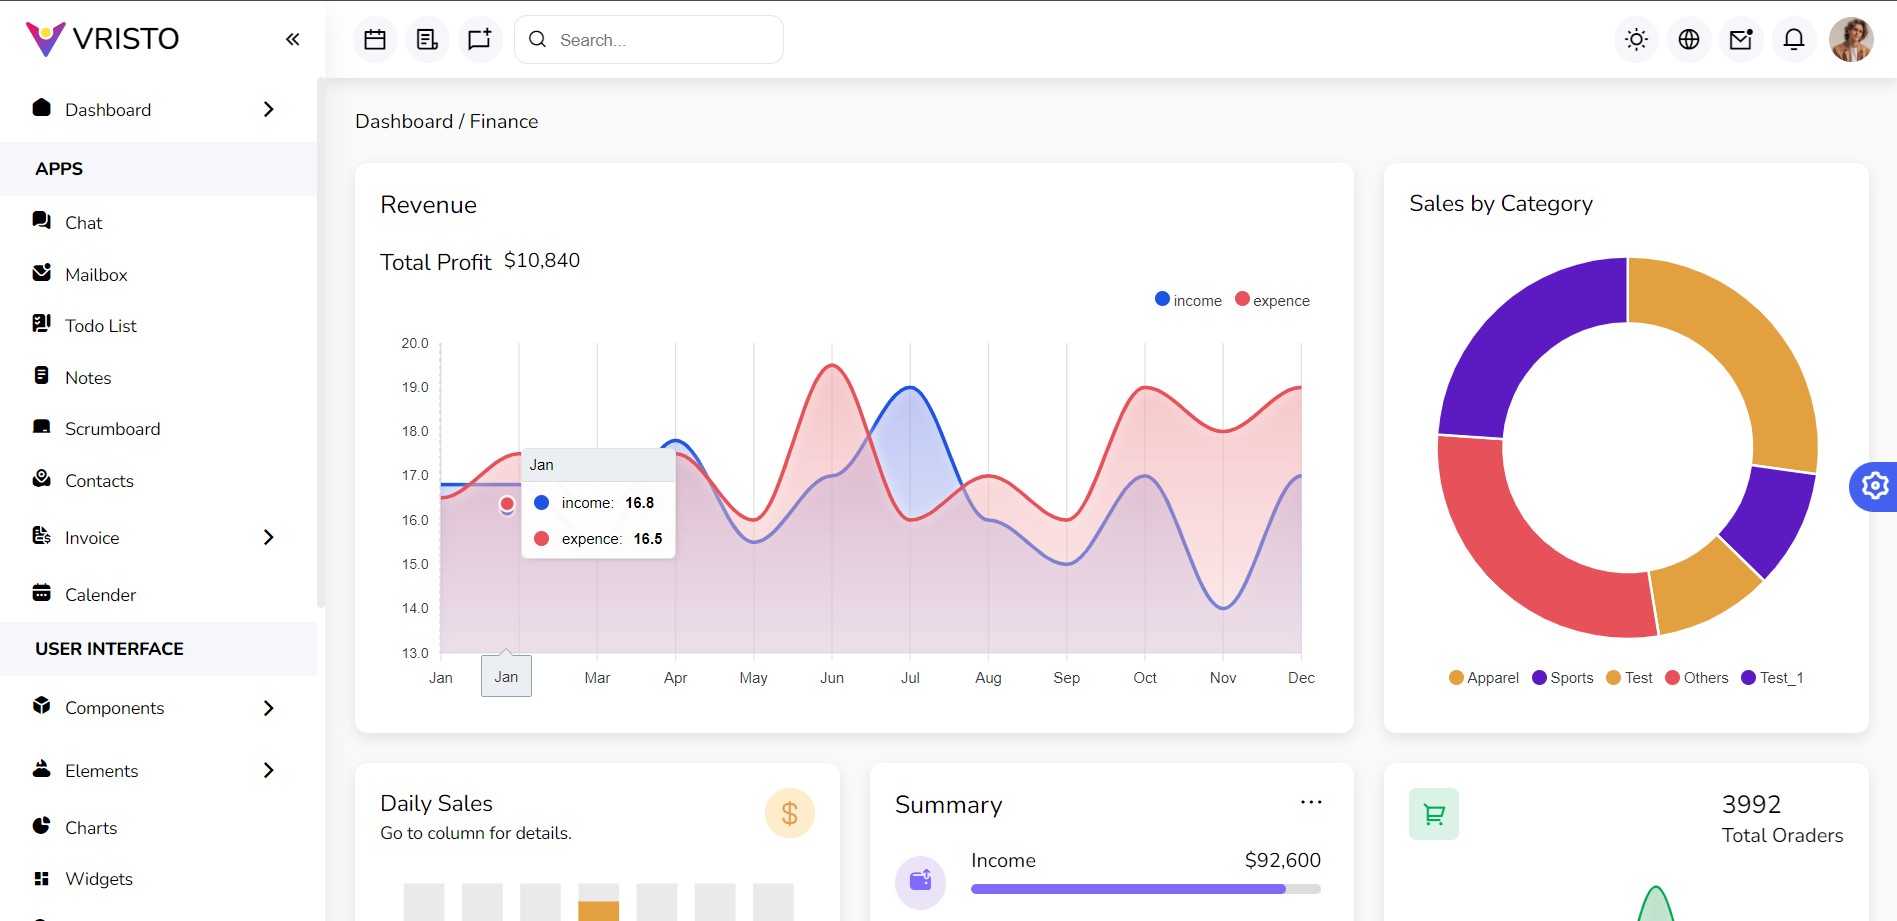 VRISTO
Search...
Dashboard
APPS
Chat
Mailbox
Todo List
Notes
Scrumboard
Contacts
Invoice
Calender
USER INTERFACE
Components
Elements
Charts
Widgets
Dashboard / Finance
Revenue
Total Profit $10,840
income expence
20.0
19.0
18.0
17.0
16.0
15.0
14.0
13.0
Jan
income: 16.8
expence: 16.5
Jan Jan Mar Apr May Jun Jul Aug Sep Oct Nov Dec
Sales by Category
Apparel Sports Test Others Test_1
Daily Sales
Go to column for details.
$
Summary
Income $92,600
3992
Total Oraders